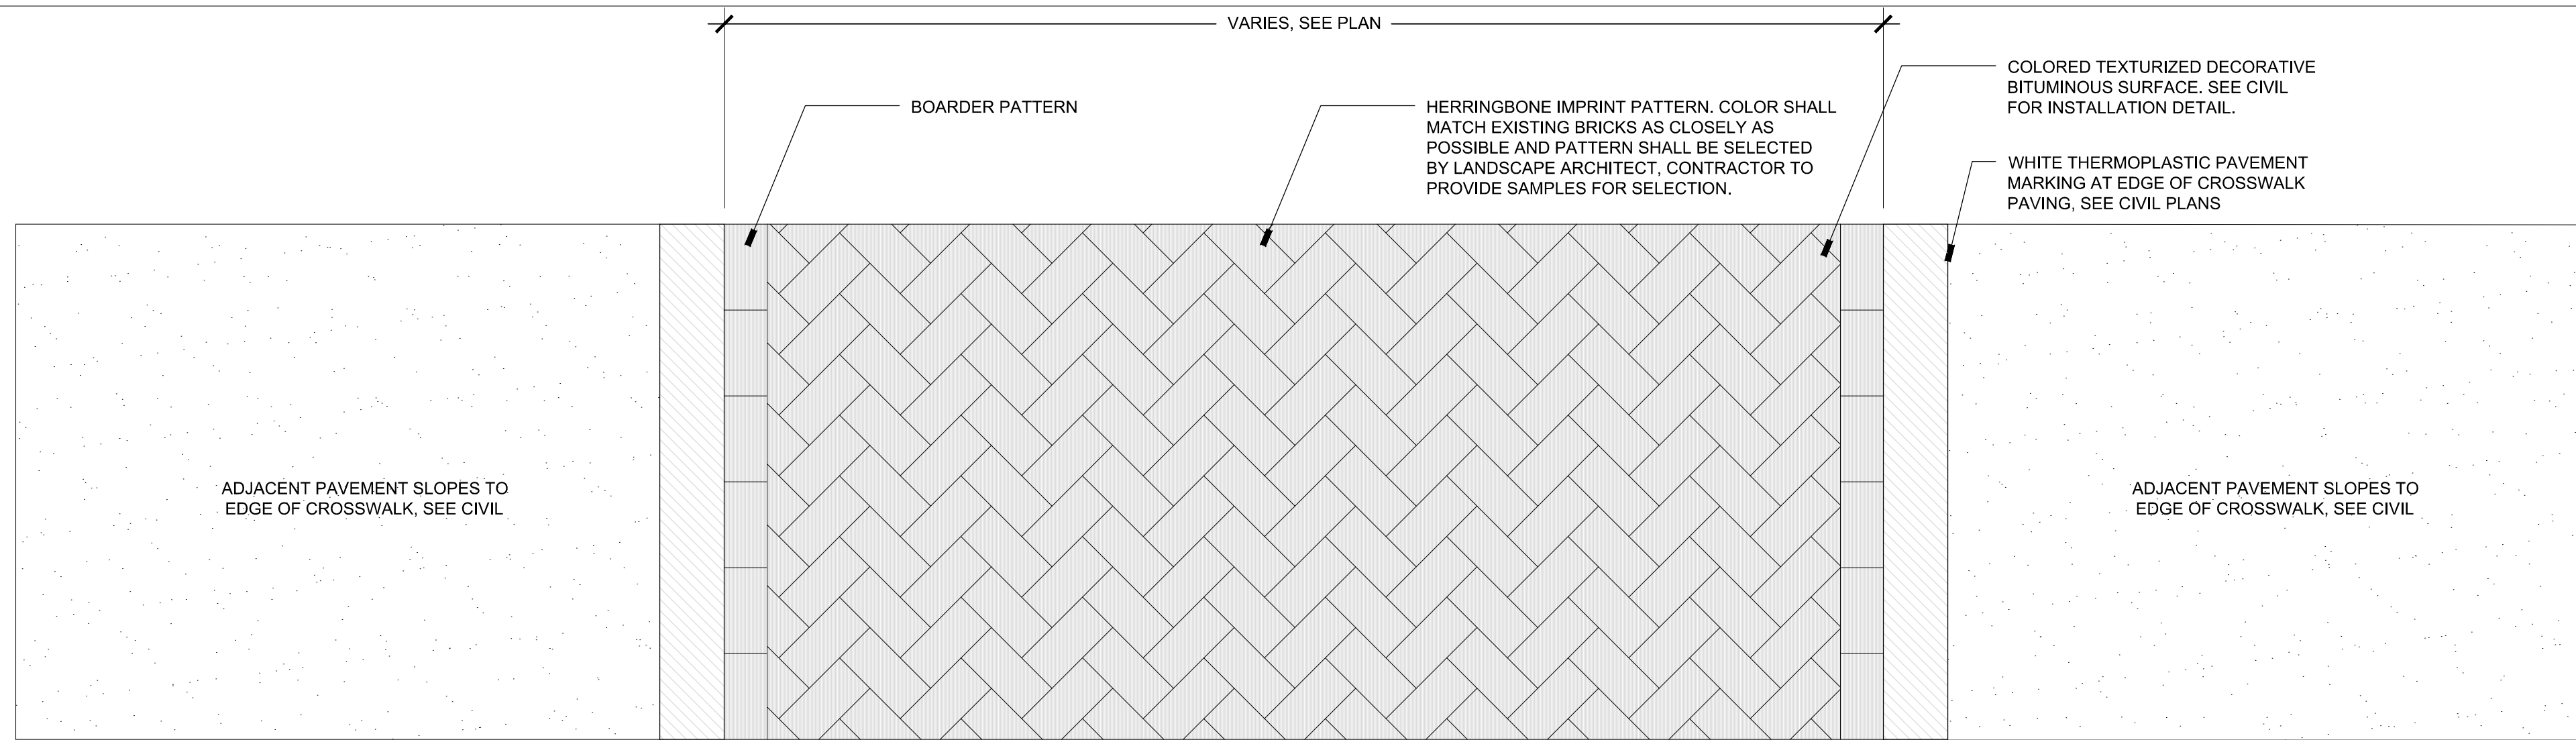 VARIES, SEE PLAN
BOARDER PATTERN
HERRINGBONE IMPRINT PATTERN. COLOR SHALL
MATCH EXISTING BRICKS AS CLOSELY AS
POSSIBLE AND PATTERN SHALL BE SELECTED
BY LANDSCAPE ARCHITECT, CONTRACTOR TO
PROVIDE SAMPLES FOR SELECTION.
COLORED TEXTURIZED DECORATIVE
BITUMINOUS SURFACE. SEE CIVIL
FOR INSTALLATION DETAIL.
WHITE THERMOPLASTIC PAVEMENT
MARKING AT EDGE OF CROSSWALK
PAVING, SEE CIVIL PLANS
ADJACENT PAVEMENT SLOPES TO
EDGE OF CROSSWALK, SEE CIVIL
ADJACENT PAVEMENT SLOPES TO
EDGE OF CROSSWALK, SEE CIVIL